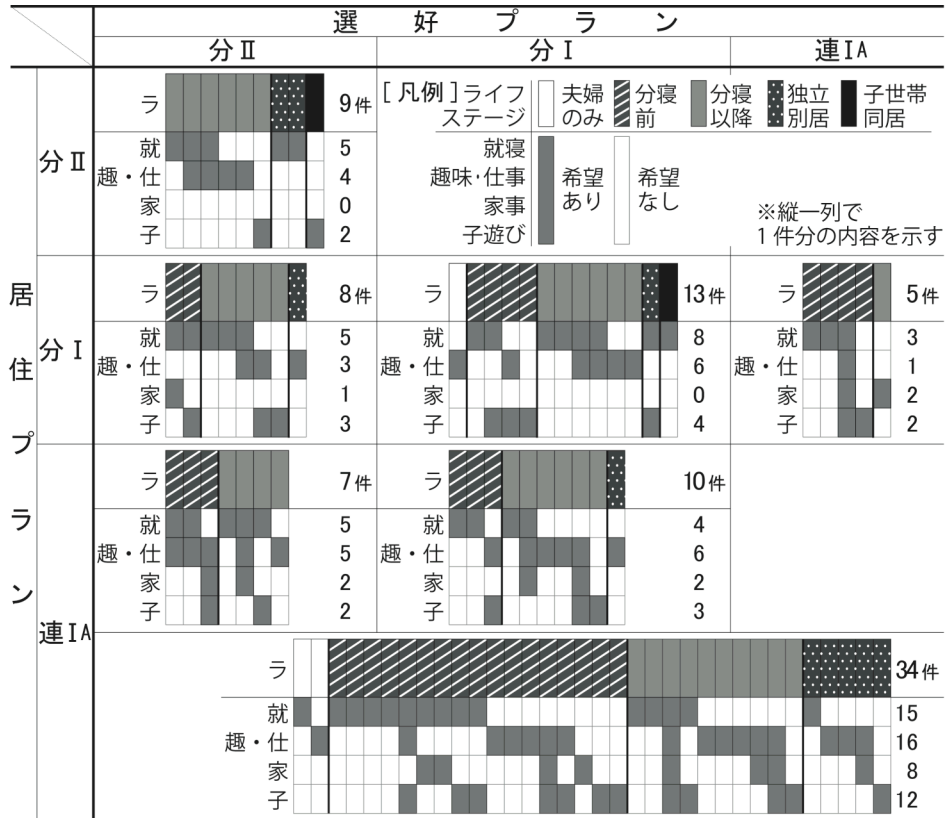 選好プラン
分Ⅱ 分Ⅰ 連ⅠA
居住プラン
分Ⅱ
ラ 9件
就 5
趣・仕 4
家 0
子 2
[凡例]ライフステージ
夫婦のみ
分寝前
分寝以降
独立別居
子世帯同居
就寝
趣味・仕事
家事
子遊び
希望あり
希望なし
※縦一列で
1件分の内容を示す
分Ⅰ
ラ 8件
就 5
趣・仕 3
家 1
子 3
ラ 13件
就 8
趣・仕 6
家 0
子 4
ラ 5件
就 3
趣・仕 1
家 2
子 2
連ⅠA
ラ 7件
就 5
趣・仕 5
家 2
子 2
ラ 10件
就 4
趣・仕 6
家 2
子 3
ラ 34件
就 15
趣・仕 16
家 8
子 12